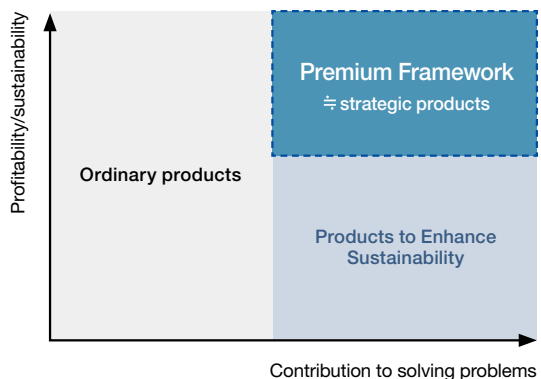 Profitability/sustainability
Premium Framework
≒ strategic products
Ordinary products
Products to Enhance
Sustainability
Contribution to solving problems